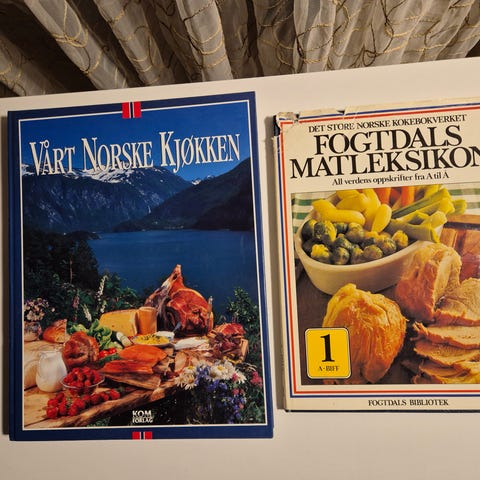 VÅRT NORSKE KJØKKEN
KOM
FORLAG
DET STORE NORSKE KOKEBOKVERKET
FOGTDALS
MATLEKSIKON
All verdens oppskrifter fra A til Å
1
A - BIFF
FOGTDALS BIBLIOTEK